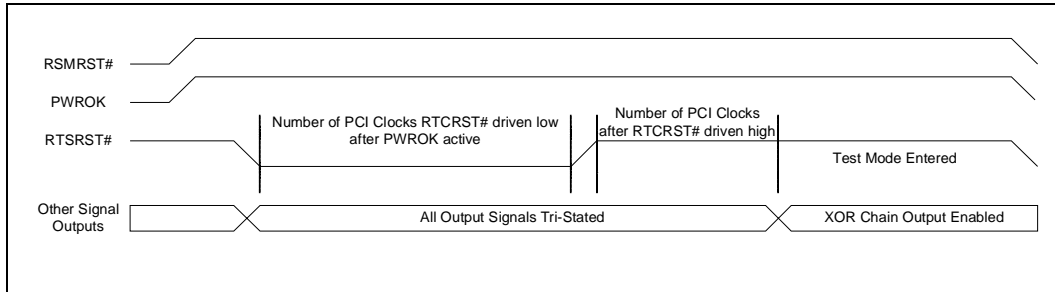 RSMRST#
PWROK
RTSRST#
Number of PCI Clocks RTCRST# driven low
after PWROK active
Number of PCI Clocks
after RTCRST# driven high
Test Mode Entered
Other Signal
Outputs
All Output Signals Tri-Stated
XOR Chain Output Enabled